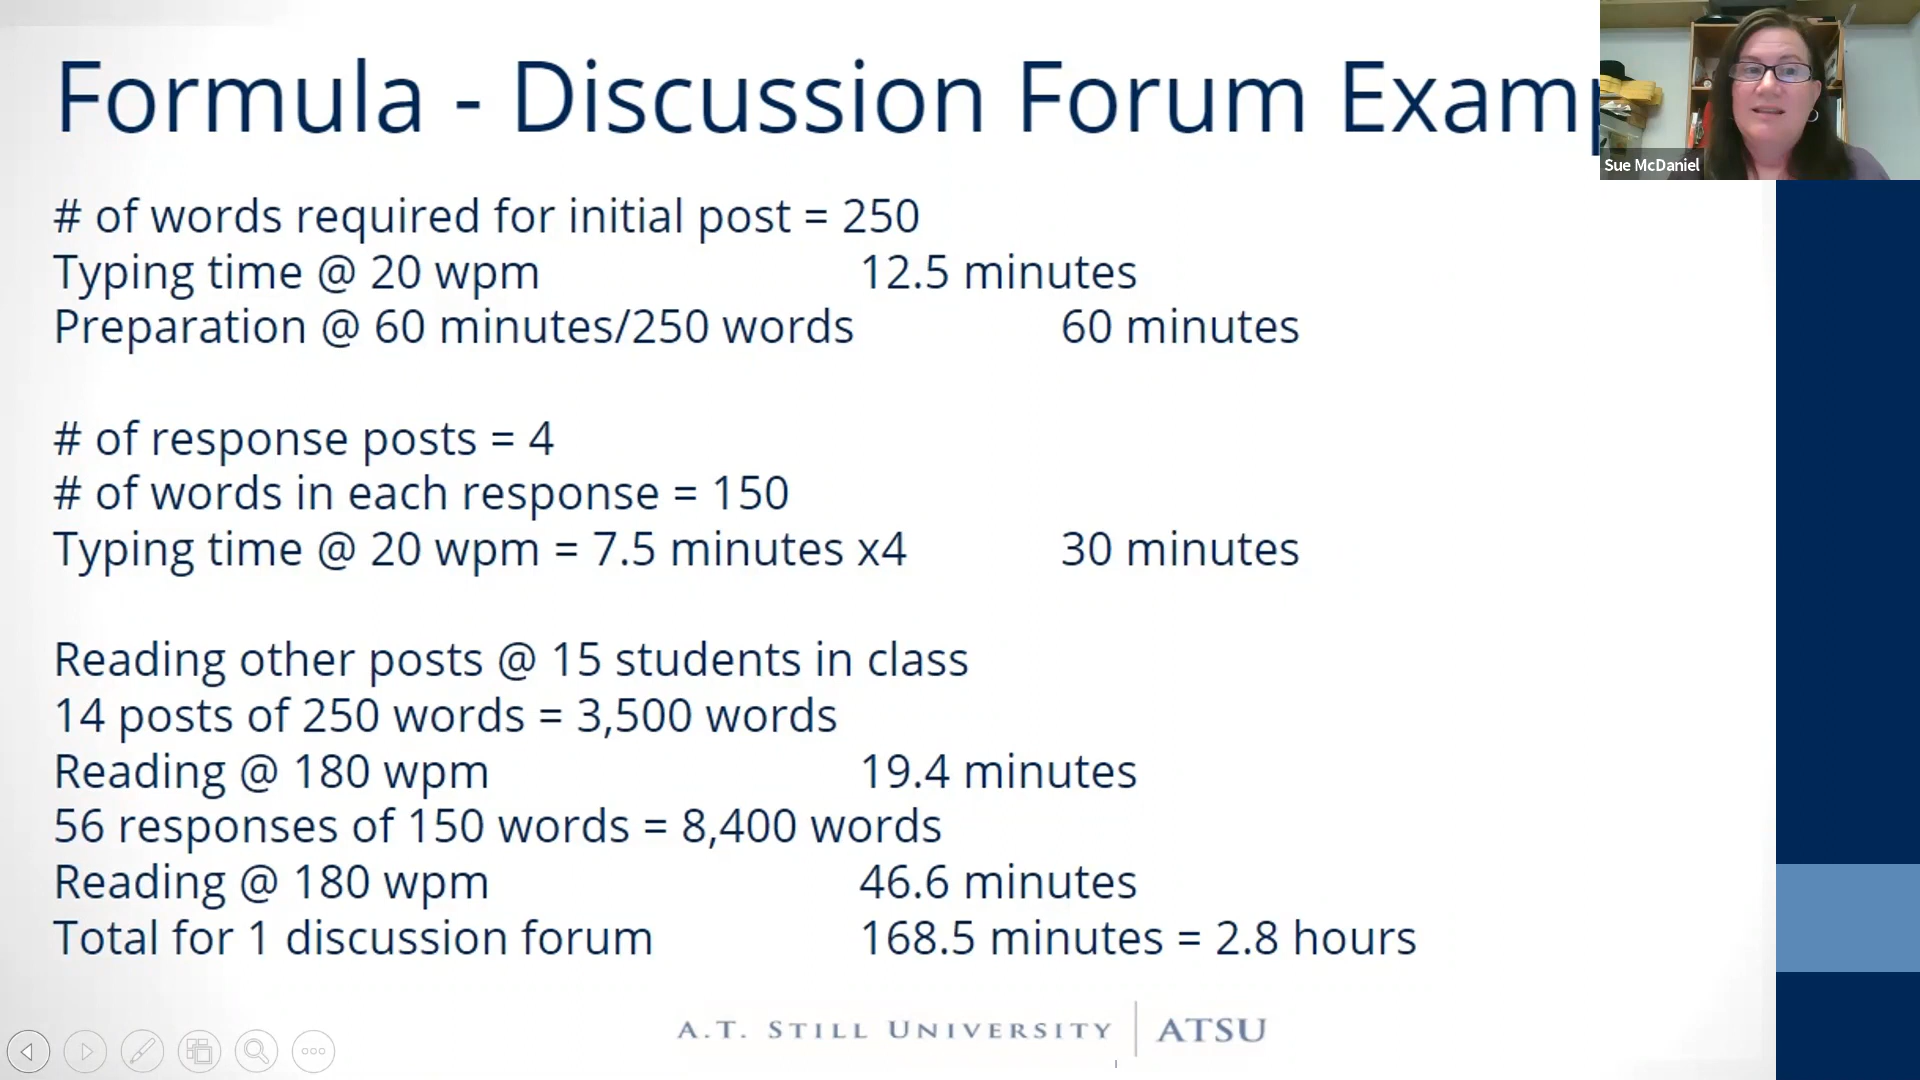 Formula - Discussion Forum Exam
Sue McDaniel
# of words required for initial post = 250
Typing time @ 20 wpm 12.5 minutes
Preparation @ 60 minutes/250 words 60 minutes
# of response posts = 4
# of words in each response = 150
Typing time @ 20 wpm = 7.5 minutes x4 30 minutes
Reading other posts @ 15 students in class
14 posts of 250 words = 3,500 words
Reading @ 180 wpm 19.4 minutes
56 responses of 150 words = 8,400 words
Reading @ 180 wpm 46.6 minutes
Total for 1 discussion forum 168.5 minutes = 2.8 hours
A.T. STILL UNIVERSITY ATSU